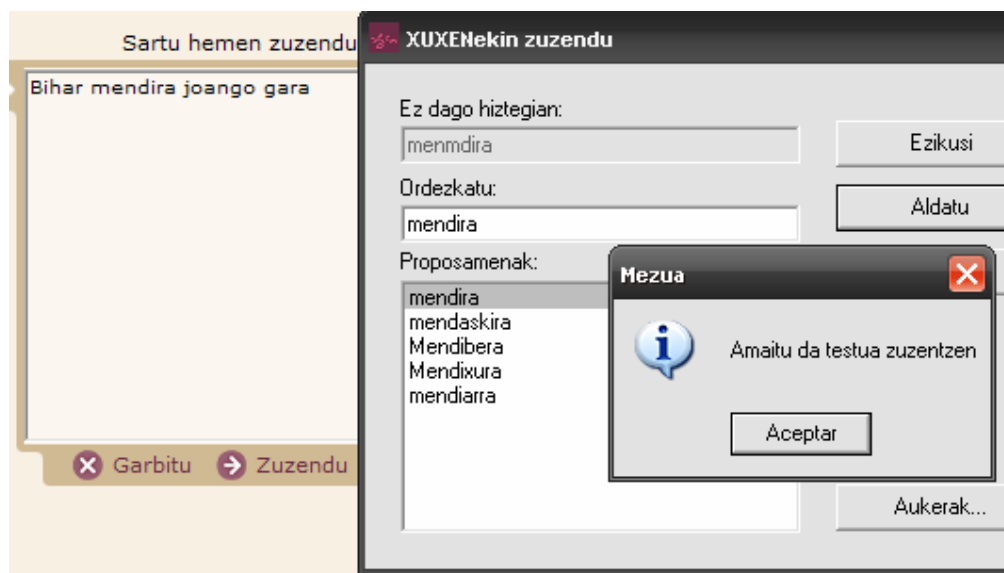 Sartu hemen zuzendu
Bihar mendira joango gara
Garbitu
Zuzendu
XUXENekin zuzendu
Ez dago hiztegian:
menmdira
Ezikusi
Ordezkatu:
mendira
Aldatu
Proposamenak:
mendira
mendaskira
Mendibera
Mendixura
mendiarra
Mezua
Amaitu da testua zuzentzen
Aceptar
Aukerak...